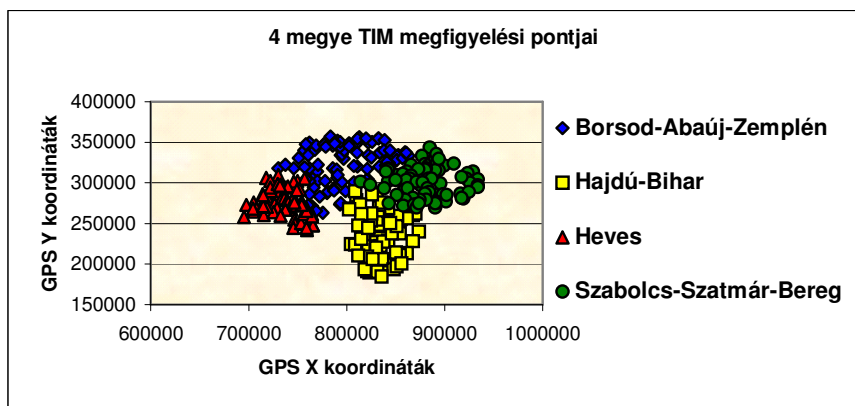 4 megye TIM megfigyelési pontjai
GPS Y koordináták
400000
350000
300000
250000
200000
150000
600000 700000 800000 900000 1000000
GPS X koordináták
Borsod-Abaúj-Zemplén
Hajdú-Bihar
Heves
Szabolcs-Szatmár-Bereg